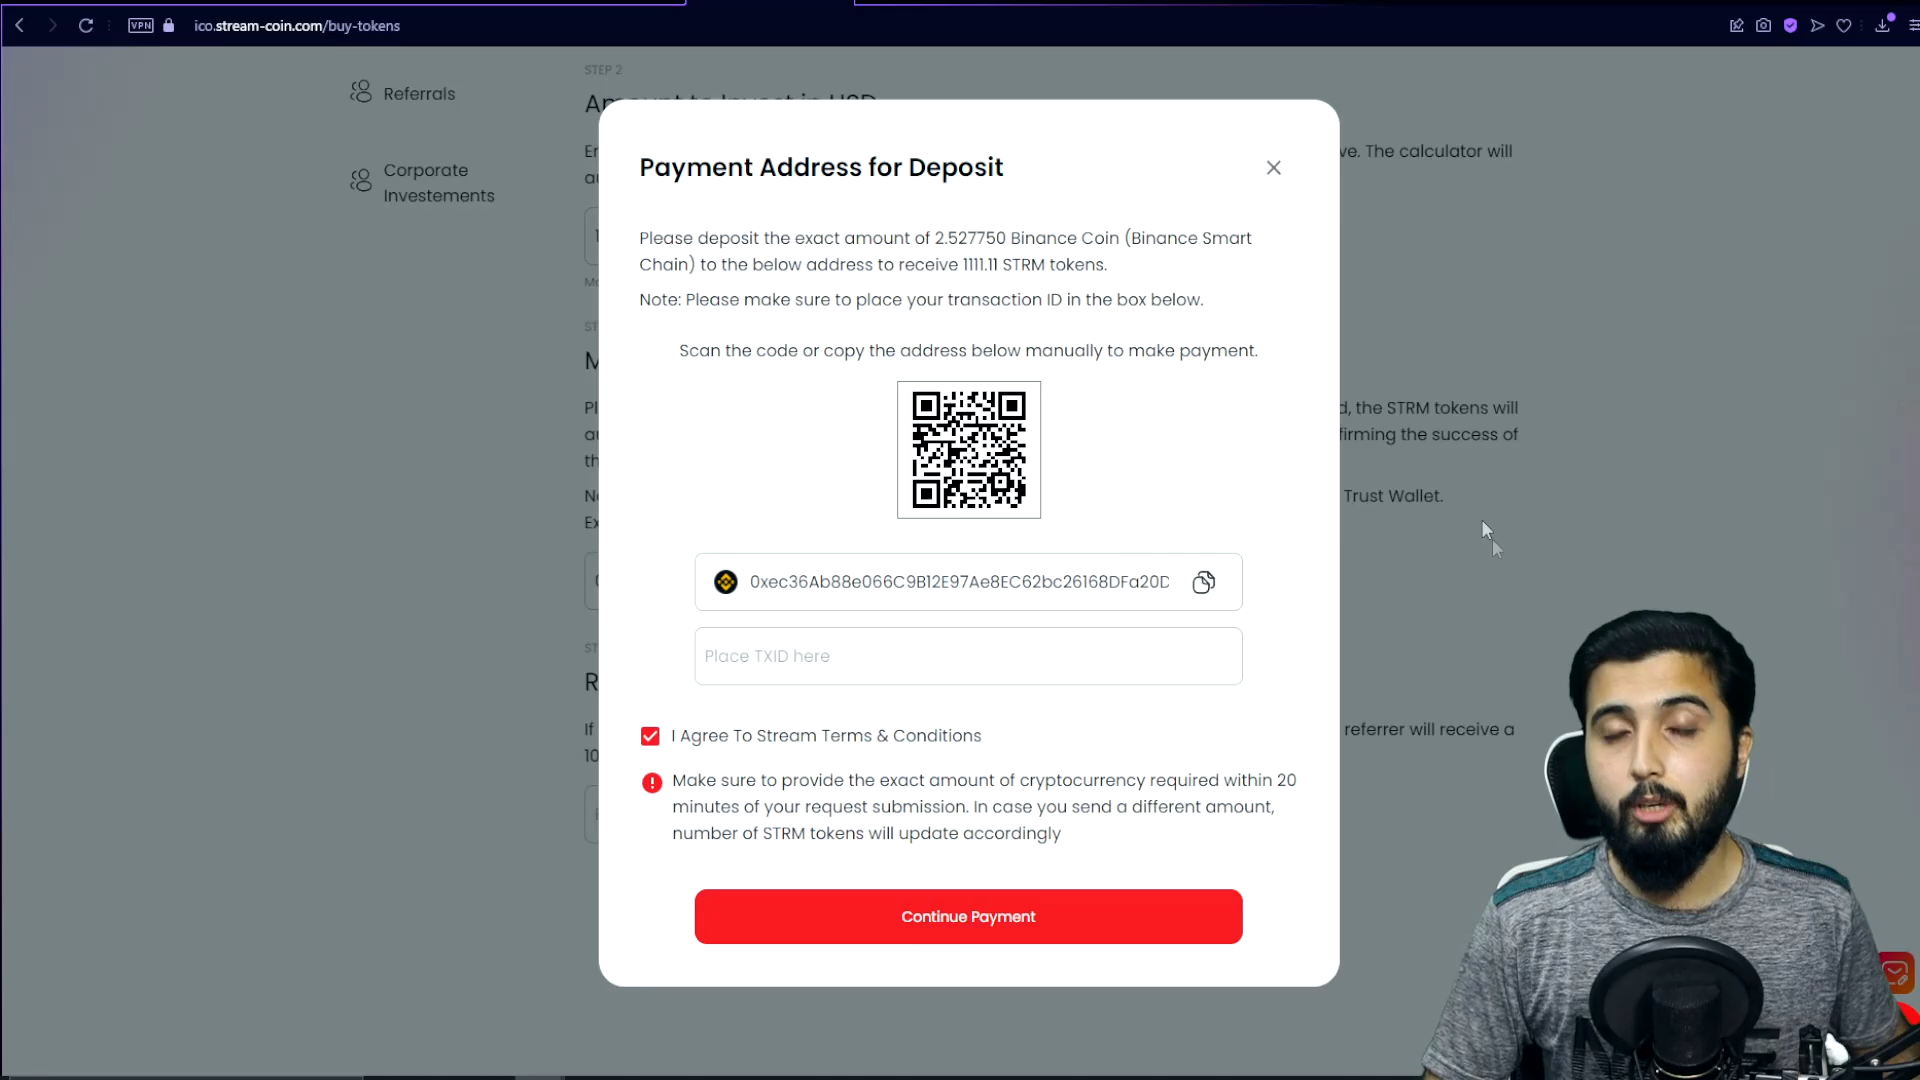 VPN
ico.stream-coin.com/buy-tokens
Referrals
Corporate
Investements
STEP 2
Amount to Invest in USD
ve. The calculator will
d, the STRM tokens will
firming the success of
Trust Wallet.
referrer will receive a
Payment Address for Deposit
Please deposit the exact amount of 2.527750 Binance Coin (Binance Smart
Chain) to the below address to receive 1111.11 STRM tokens.
Note: Please make sure to place your transaction ID in the box below.
Scan the code or copy the address below manually to make payment.
0xec36Ab88e066C9B12E97Ae8EC62bc26168DFa20D
Place TXID here
I Agree To Stream Terms & Conditions
Make sure to provide the exact amount of cryptocurrency required within 20
minutes of your request submission. In case you send a different amount,
number of STRM tokens will update accordingly
Continue Payment